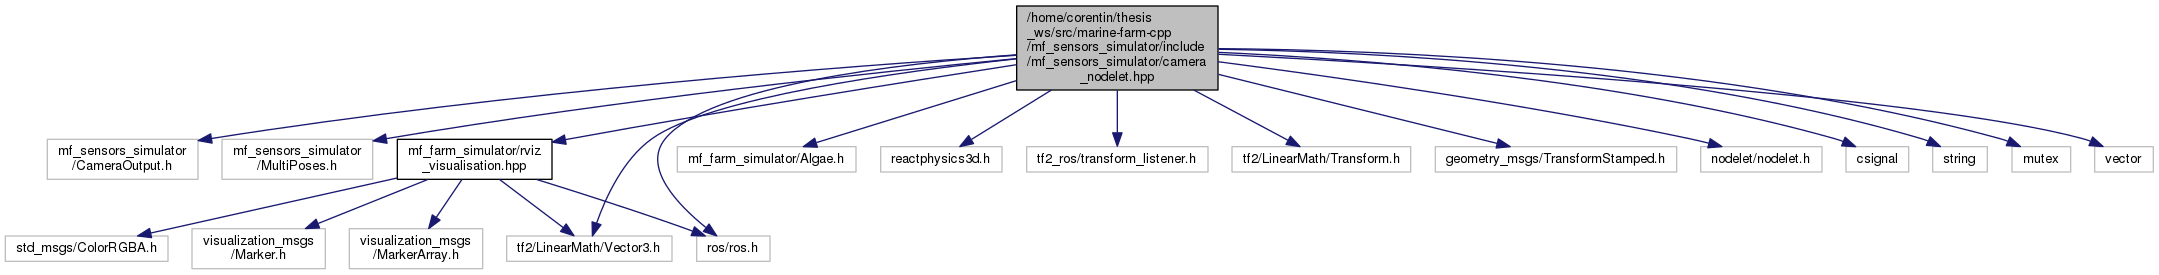 /home/corentin/thesis
_ws/src/marine-farm-cpp
/mf_sensors_simulator/include
/mf_sensors_simulator/camera
_nodelet.hpp
mf_sensors_simulator
/CameraOutput.h
mf_sensors_simulator
/MultiPoses.h
mf_farm_simulator/rviz
_visualisation.hpp
mf_farm_simulator/Algae.h
reactphysics3d.h
tf2_ros/transform_listener.h
tf2/LinearMath/Transform.h
geometry_msgs/TransformStamped.h
nodelet/nodelet.h
csignal
string
mutex
vector
std_msgs/ColorRGBA.h
visualization_msgs
/Marker.h
visualization_msgs
/MarkerArray.h
tf2/LinearMath/Vector3.h
ros/ros.h